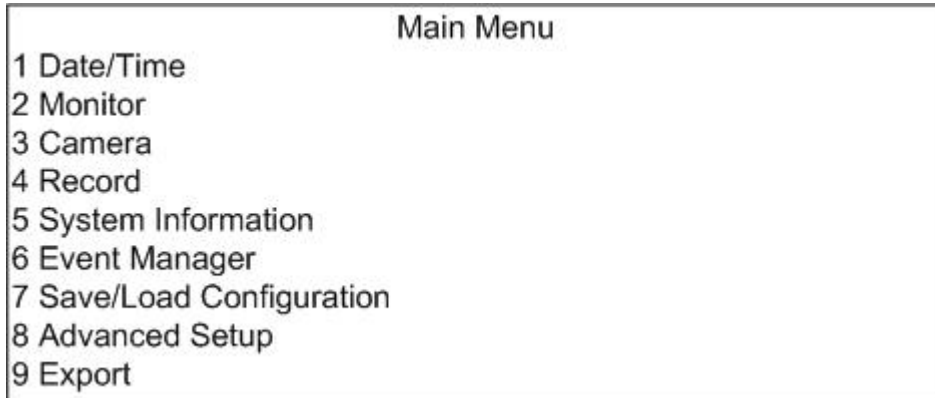 Main Menu
1 Date/Time
2 Monitor
3 Camera
4 Record
5 System Information
6 Event Manager
7 Save/Load Configuration
8 Advanced Setup
9 Export